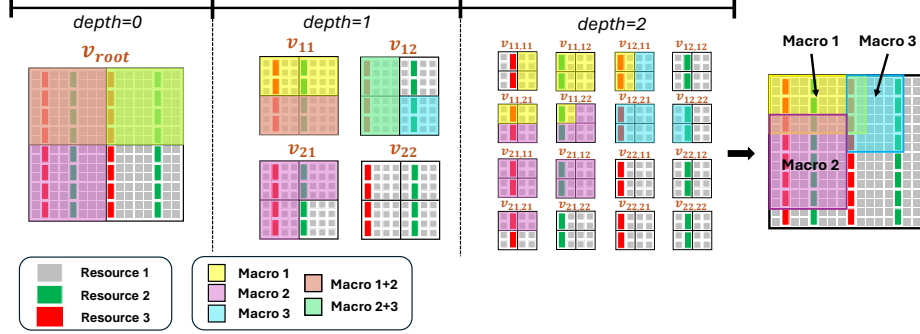 depth=0 depth=1 depth=2
v_root v_11 v_12 v_11,11 v_11,12 v_12,11 v_12,12 Macro 1 Macro 3
v_11,21 v_11,22 v_12,21 v_12,22
v_21 v_22 v_21,11 v_21,12 v_22,11 v_22,12 Macro 2
v_21,21 v_21,22 v_22,21 v_22,22
Resource 1
Resource 2
Resource 3
Macro 1
Macro 2
Macro 3
Macro 1+2
Macro 2+3